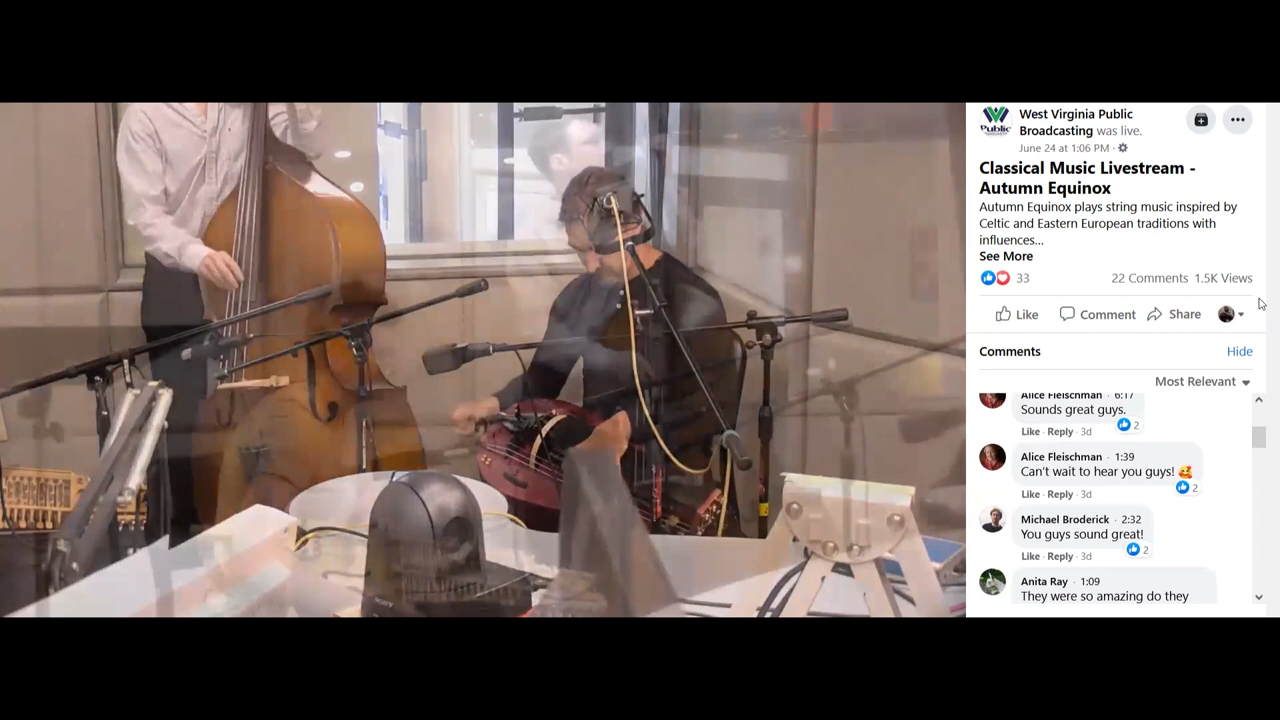 West Virginia Public
Broadcasting was live.
Public
June 24 at 1:06 PM ·
Classical Music Livestream -
Autumn Equinox
Autumn Equinox plays string music inspired by
Celtic and Eastern European traditions with
influences...
See More
33 22 Comments 1.5K Views
Like Comment Share
Comments Hide
Most Relevant
Alice Fleischman · 6:17
Sounds great guys.
2
Like · Reply · 3d
Alice Fleischman · 1:39
Can't wait to hear you guys! 🥰
2
Like · Reply · 3d
Michael Broderick · 2:32
You guys sound great!
2
Like · Reply · 3d
Anita Ray · 1:09
They were so amazing do they